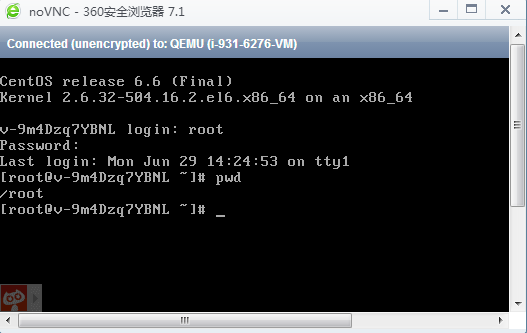 noVNC - 360安全浏览器 7.1
Connected (unencrypted) to: QEMU (i-931-6276-VM)
CentOS release 6.6 (Final)
Kernel 2.6.32-504.16.2.el6.x86_64 on an x86_64
v-9m4Dzq7YBNL login: root
Password:
Last login: Mon Jun 29 14:24:53 on tty1
[root@v-9m4Dzq7YBNL ~]# pwd
/root
[root@v-9m4Dzq7YBNL ~]# _